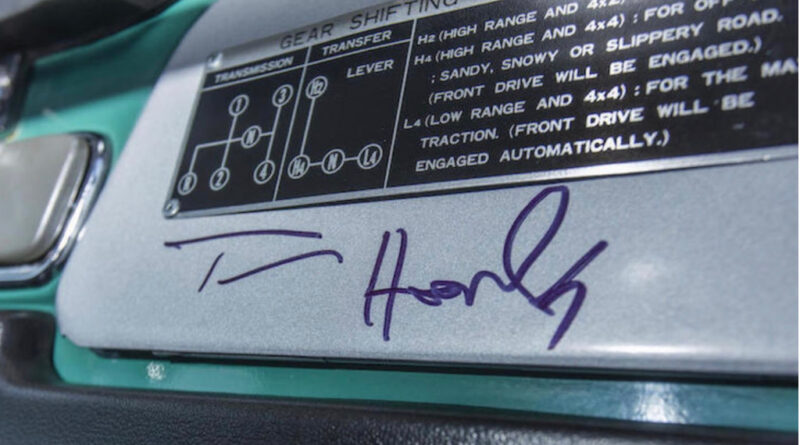 GEAR SHIFTING
TRANSMISSION
1 3
N
R 2 4
TRANSFER
LEVER
H2
H4 N L4
H2 (HIGH RANGE AND 4x2) : FOR
H4 (HIGH RANGE AND 4x4) : FOR OFF
; SANDY, SNOWY OR SLIPPERY ROAD.
(FRONT DRIVE WILL BE ENGAGED.)
L4 (LOW RANGE AND 4x4) : FOR THE MA
TRACTION. (FRONT DRIVE WILL BE
ENGAGED AUTOMATICALLY.)